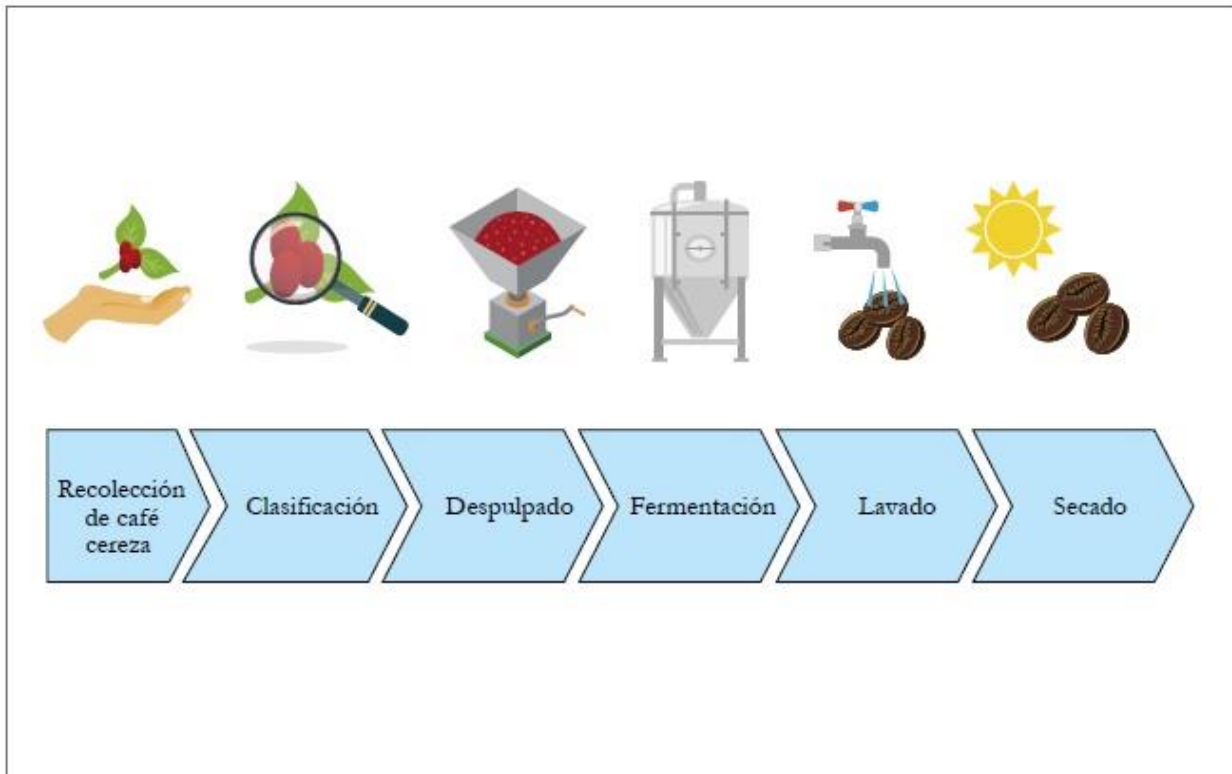 Recolección
de café
cereza
Clasificación
Despulpado
Fermentación
Lavado
Secado